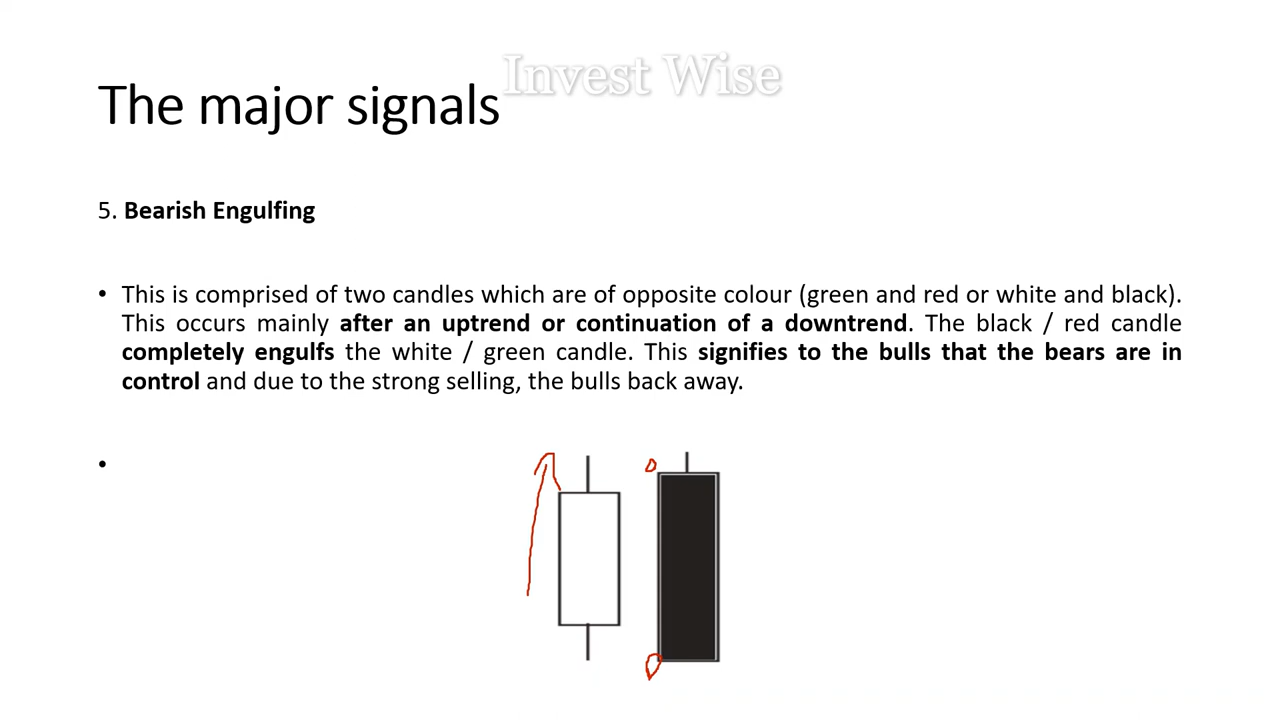 Invest Wise
The major signals
5. Bearish Engulfing
• This is comprised of two candles which are of opposite colour (green and red or white and black).
This occurs mainly after an uptrend or continuation of a downtrend. The black / red candle
completely engulfs the white / green candle. This signifies to the bulls that the bears are in
control and due to the strong selling, the bulls back away.
•